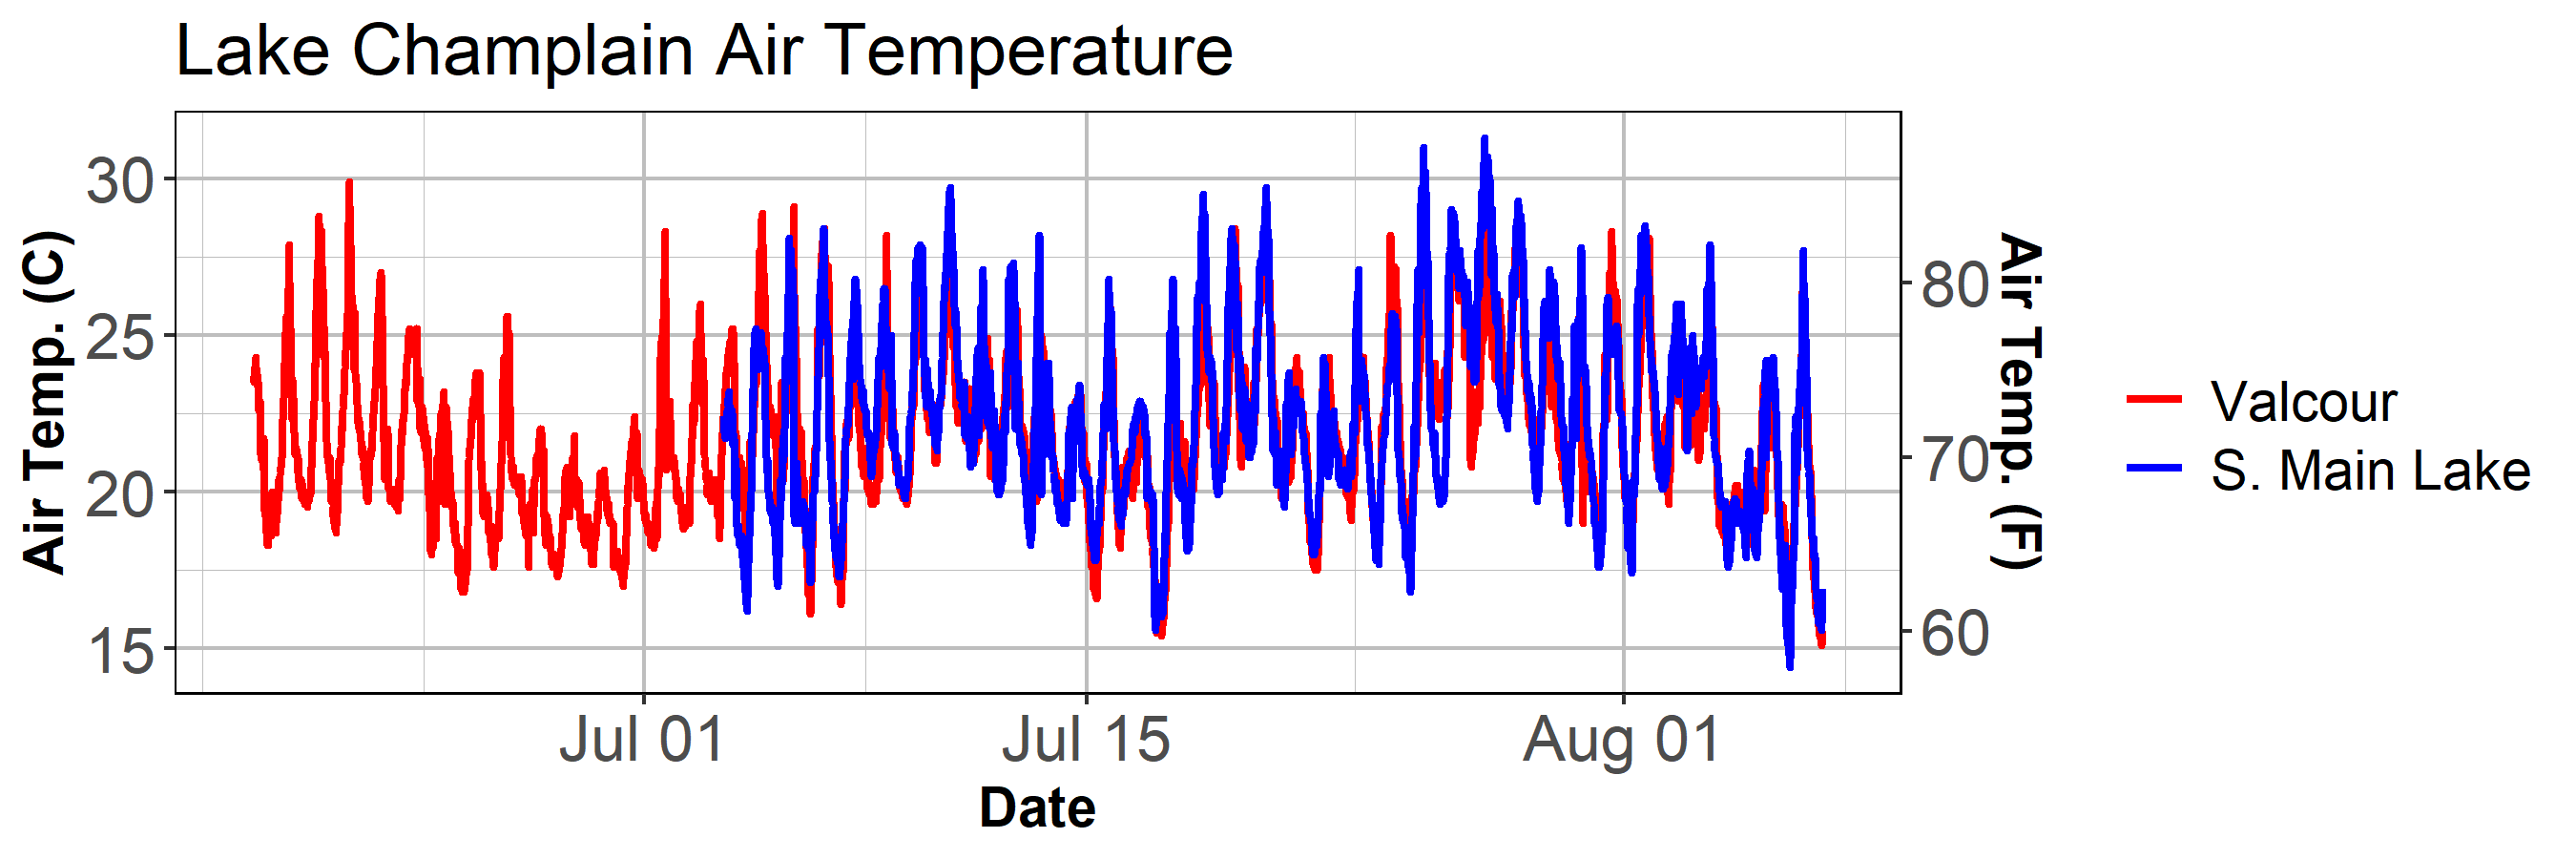 Lake Champlain Air Temperature
Air Temp. (C)
30
25
20
15
80
70
60
Air Temp. (F)
Jul 01
Jul 15
Aug 01
Date
Valcour
S. Main Lake